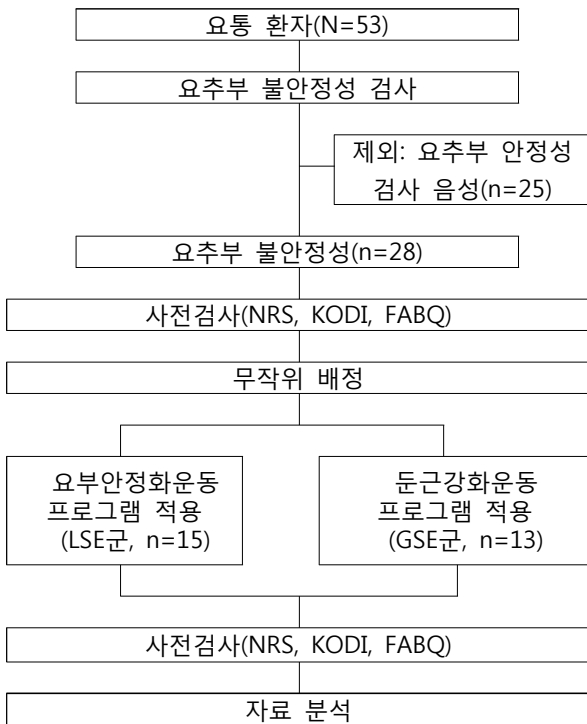 요통 환자(N=53)
요추부 불안정성 검사
제외: 요추부 안정성
검사 음성(n=25)
요추부 불안정성(n=28)
사전검사(NRS, KODI, FABQ)
무작위 배정
요부안정화운동
프로그램 적용
(LSE군, n=15)
둔근강화운동
프로그램 적용
(GSE군, n=13)
사전검사(NRS, KODI, FABQ)
자료 분석